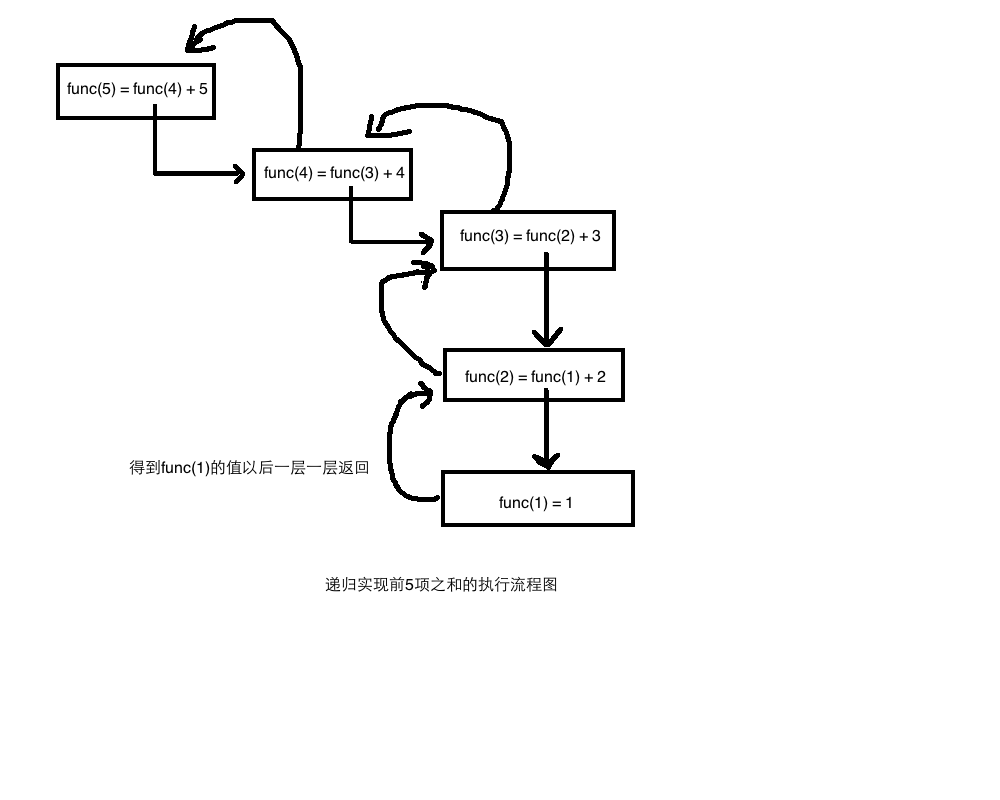 func(5) = func(4) + 5
func(4) = func(3) + 4
func(3) = func(2) + 3
func(2) = func(1) + 2
得到func(1)的值以后一层一层返回
func(1) = 1
递归实现前5项之和的执行流程图